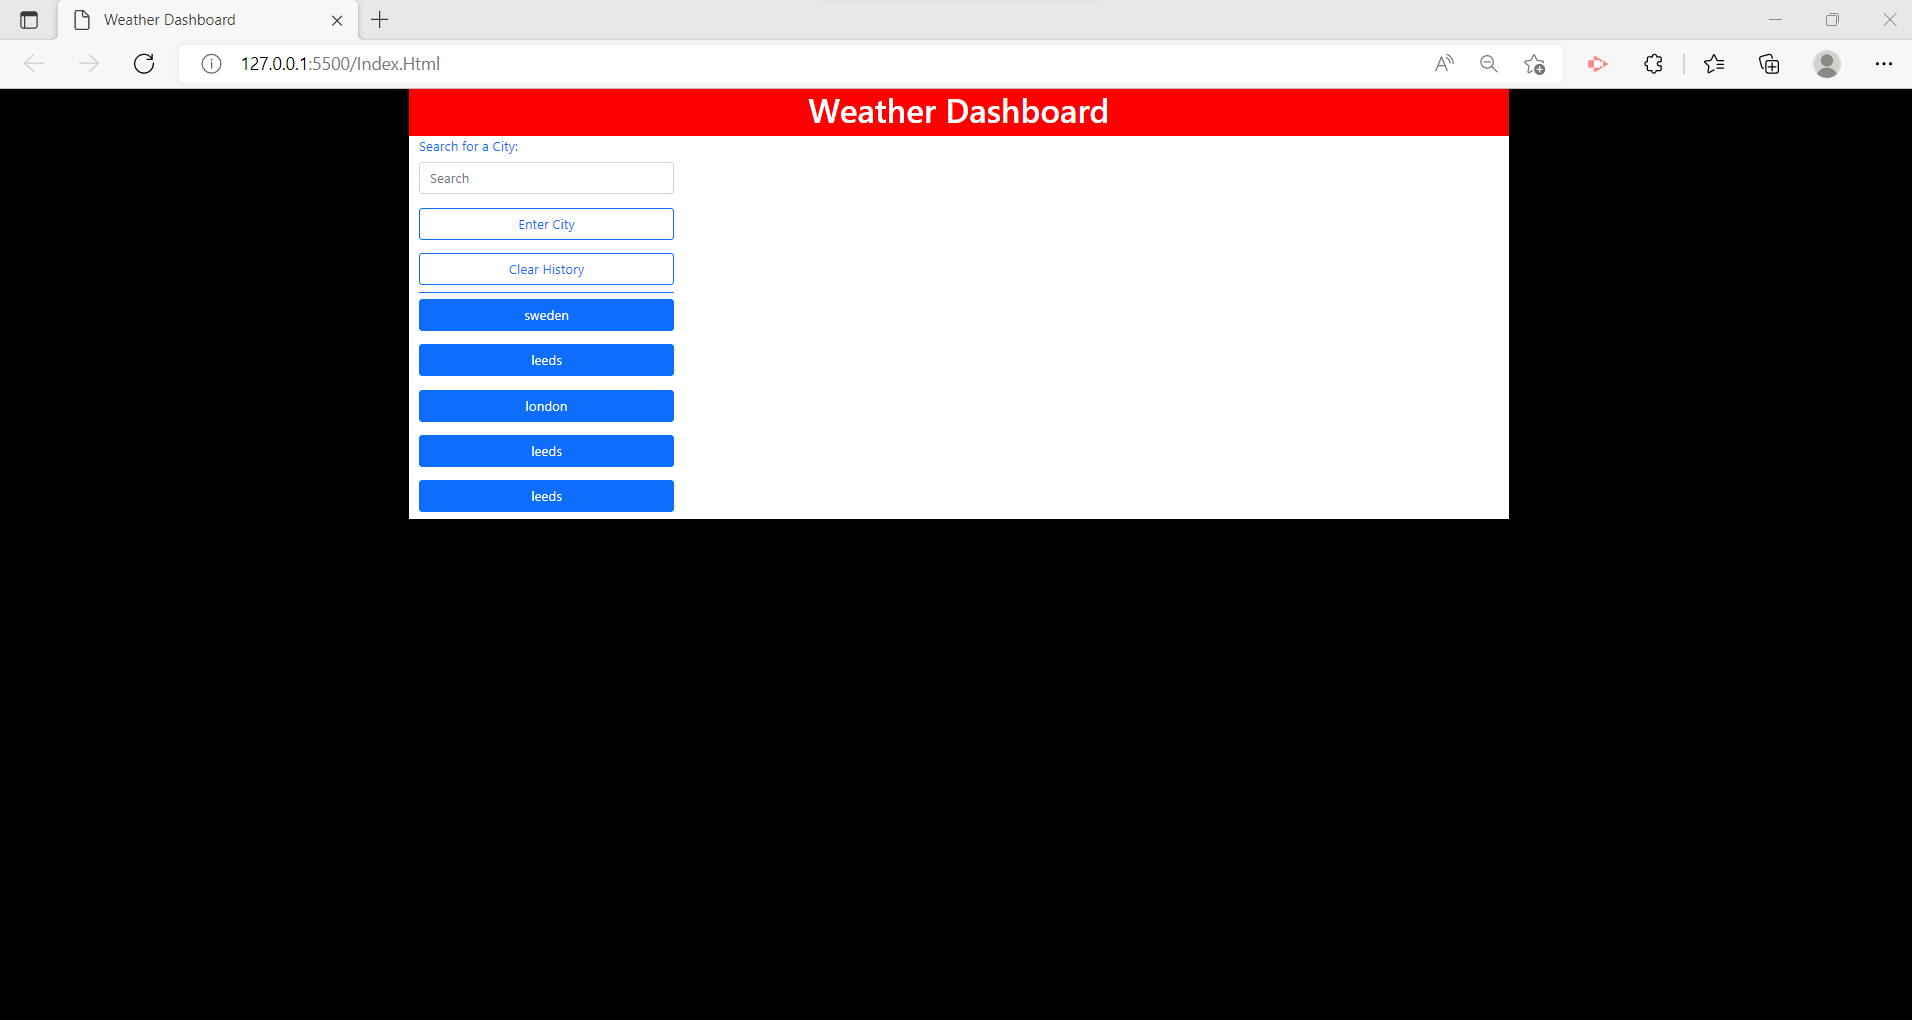 Weather Dashboard
127.0.0.1:5500/Index.Html
Weather Dashboard
Search for a City:
Search
Enter City
Clear History
sweden
leeds
london
leeds
leeds